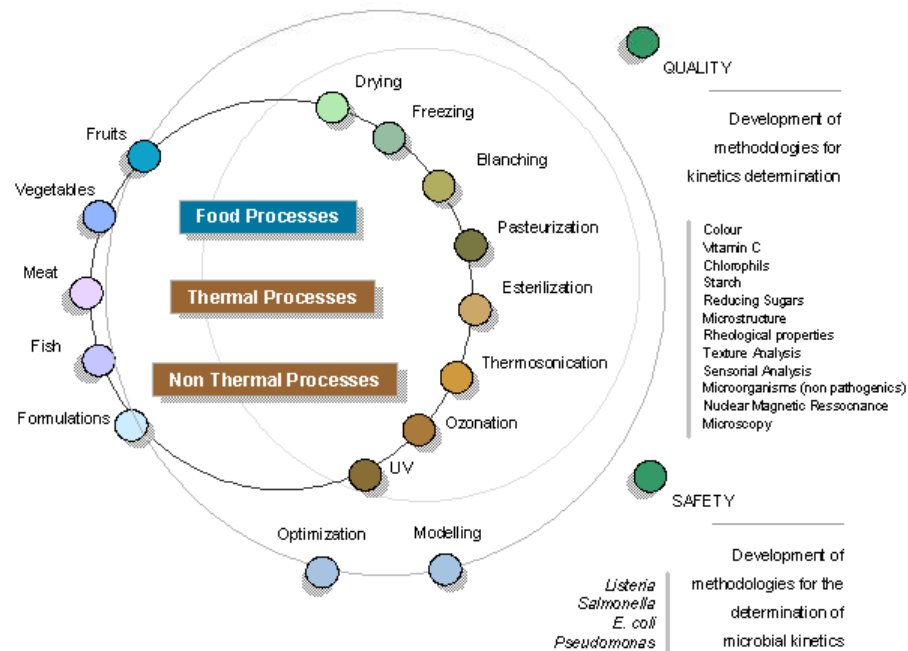 Drying
Freezing
Blanching
Pasteurization
Esterilization
Thermosonication
Ozonation
UV
Fruits
Vegetables
Meat
Fish
Formulations
Food Processes
Thermal Processes
Non Thermal Processes
Optimization
Modelling
QUALITY
Development of
methodologies for
kinetics determination
Colour
Vitamin C
Chlorophils
Starch
Reducing Sugars
Microstructure
Rheological properties
Texture Analysis
Sensorial Analysis
Microorganisms (non pathogenics)
Nuclear Magnetic Ressocnance
Microscopy
SAFETY
Development of
methodologies for the
determination of
microbial kinetics
Listeria
Salmonella
E. coli
Pseudomonas